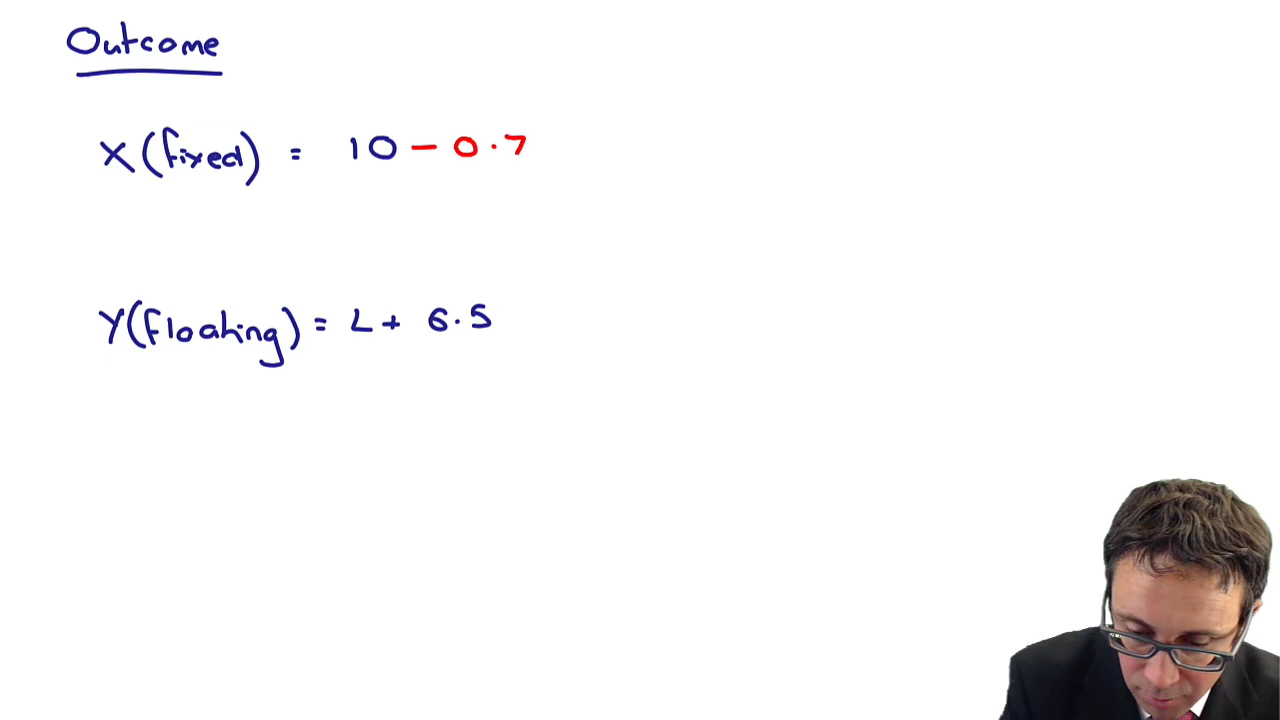 Outcome
X(fixed) = 10 - 0.7
Y(floating) = L + 6.5